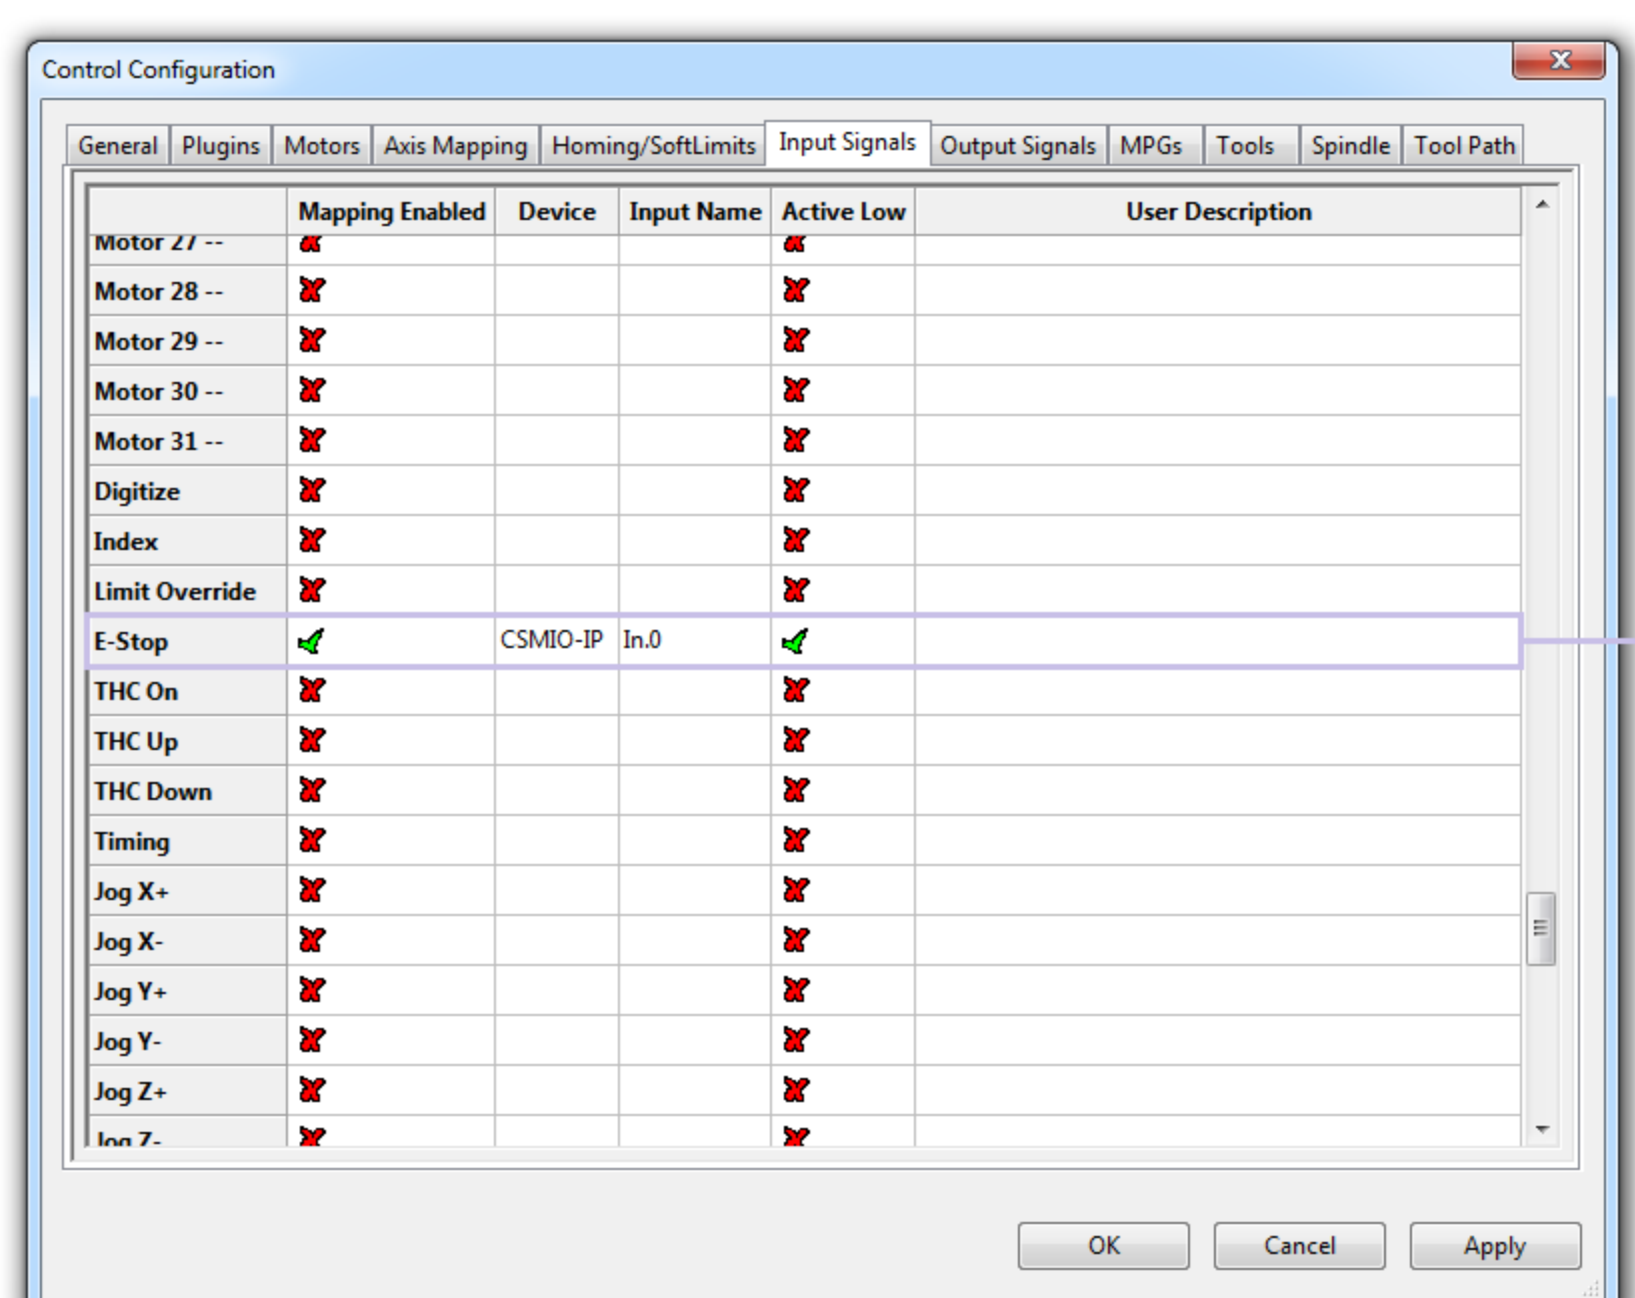 Control Configuration
General Plugins Motors Axis Mapping Homing/SoftLimits Input Signals Output Signals MPGs Tools Spindle Tool Path
Mapping Enabled Device Input Name Active Low User Description
Motor 27 --
Motor 28 --
Motor 29 --
Motor 30 --
Motor 31 --
Digitize
Index
Limit Override
E-Stop CSMIO-IP In.0
THC On
THC Up
THC Down
Timing
Jog X+
Jog X-
Jog Y+
Jog Y-
Jog Z+
Jog Z-
OK Cancel Apply